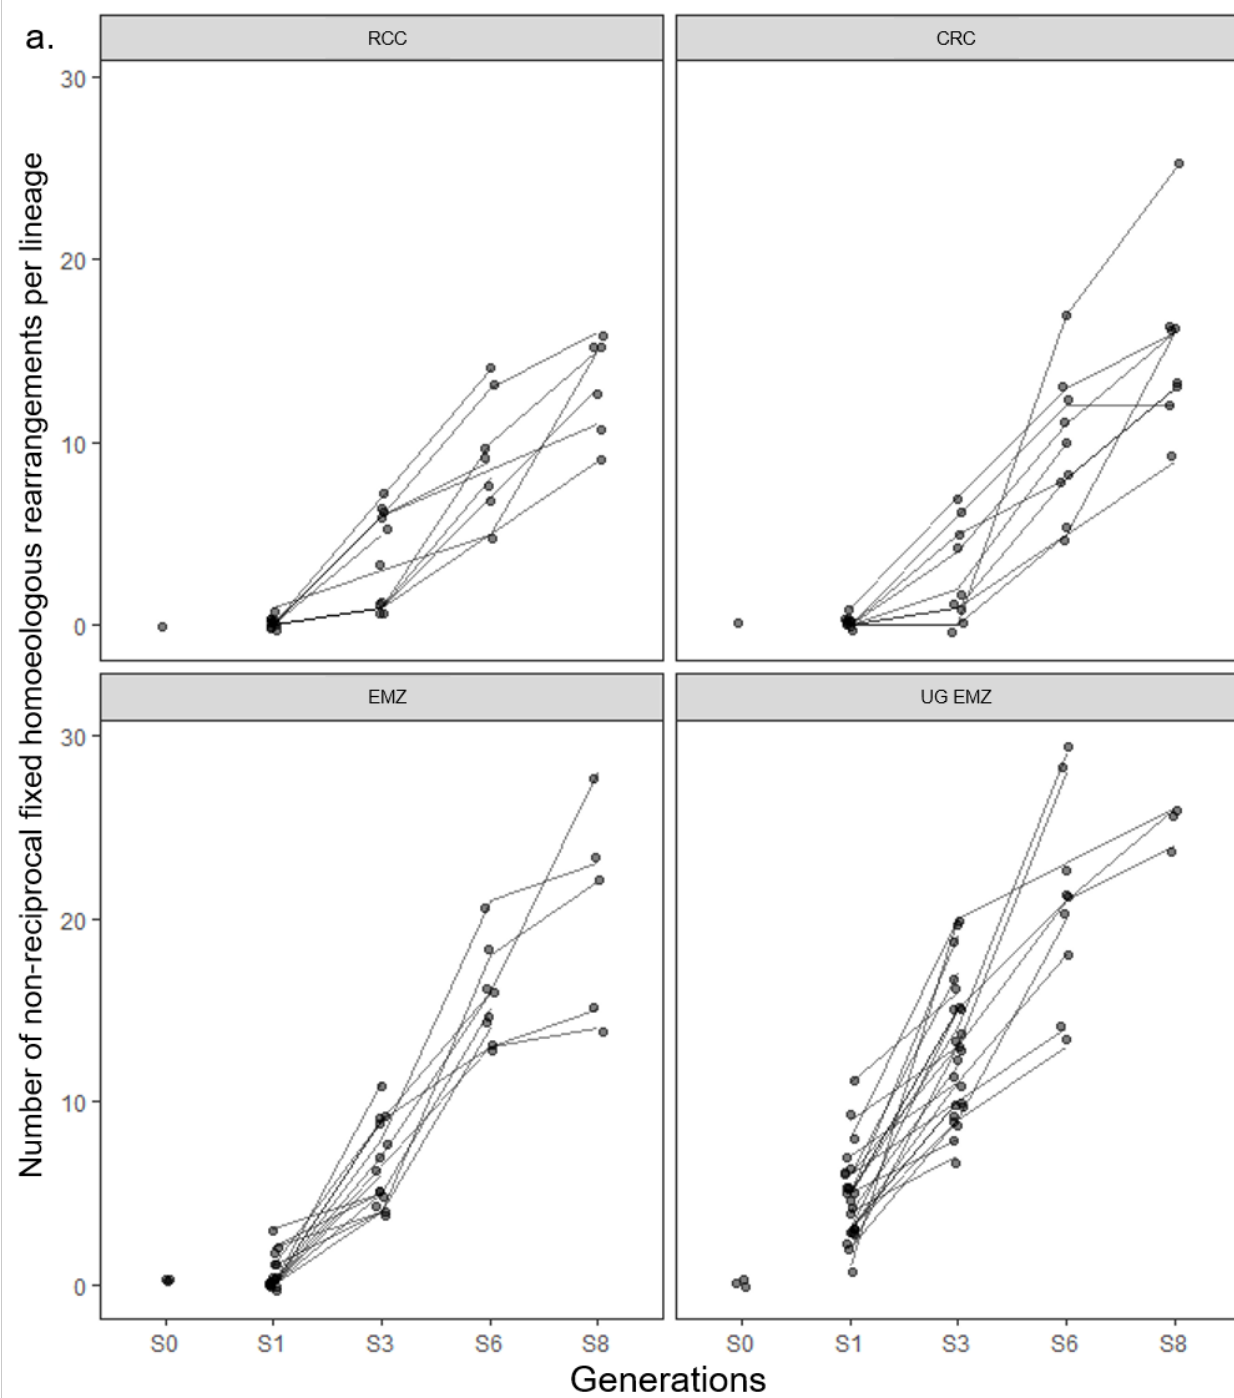 a.
RCC
CRC
30
20
10
0
EMZ
UG EMZ
30
20
10
0
S0 S1 S3 S6 S8
S0 S1 S3 S6 S8
Generations
Number of non-reciprocal fixed homoeologous rearrangements per lineage